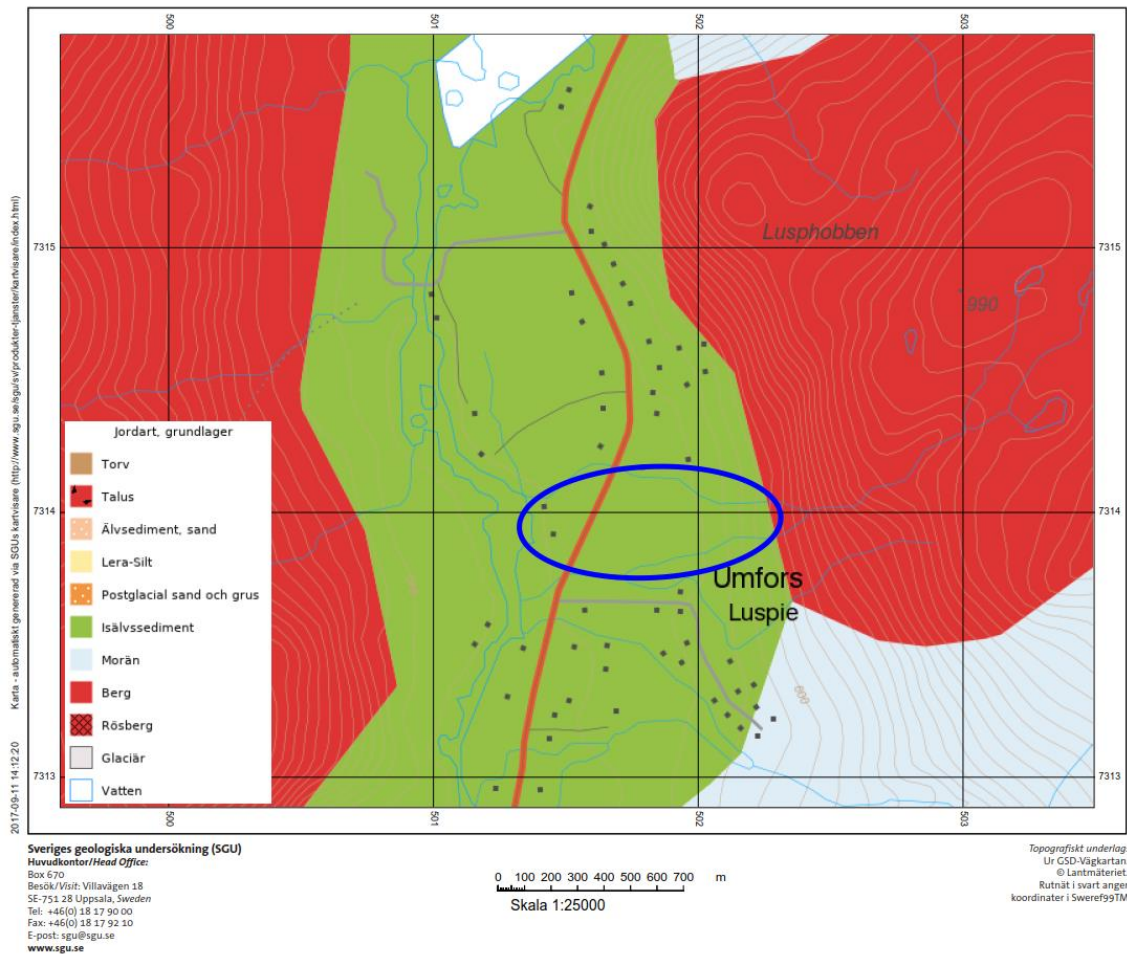 500
501
502
503
7315
7315
Lusphobben
990
7314
7314
Umfors
Luspie
600
7313
7313
500
501
502
503
Jordart, grundlager
Torv
Talus
Älvsediment, sand
Lera-Silt
Postglacial sand och grus
Isälvssediment
Morän
Berg
Rösberg
Glaciär
Vatten
2017-09-11 14:12:20 Karta - automatiskt genererad via SGUs kartvisare (http://www.sgu.se/sgu/sv/produkter-tjanster/kartvisare/index.html)
Sveriges geologiska undersökning (SGU)
Huvudkontor/Head Office:
Box 670
Besök/Visit: Villavägen 18
SE-751 28 Uppsala, Sweden
Tel: +46(0) 18 17 90 00
Fax: +46(0) 18 17 92 10
E-post: sgu@sgu.se
www.sgu.se
0 100 200 300 400 500 600 700 m
Skala 1:25000
Topografiskt underlag:
Ur GSD-Vägkartan
© Lantmäteriet
Rutnät i svart anger
koordinater i Sweref99TM